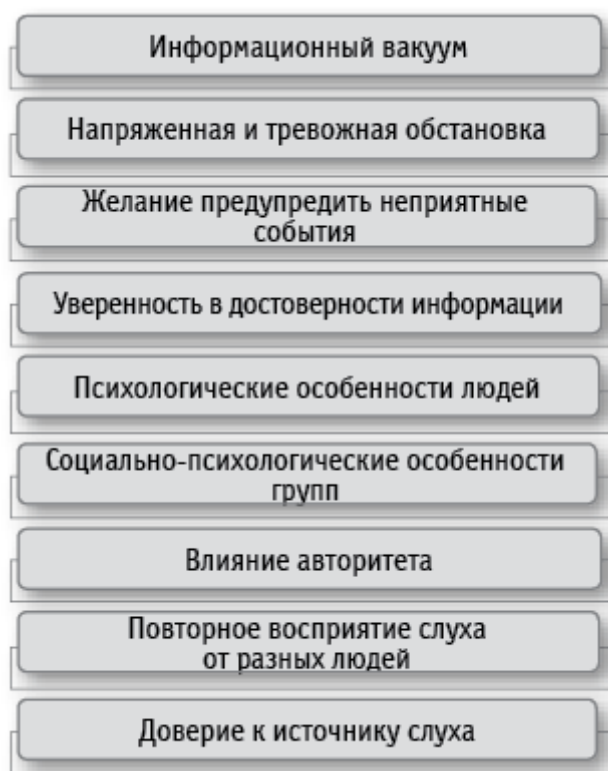 Информационный вакуум
Напряженная и тревожная обстановка
Желание предупредить неприятные
события
Уверенность в достоверности информации
Психологические особенности людей
Социально-психологические особенности
групп
Влияние авторитета
Повторное восприятие слуха
от разных людей
Доверие к источнику слуха